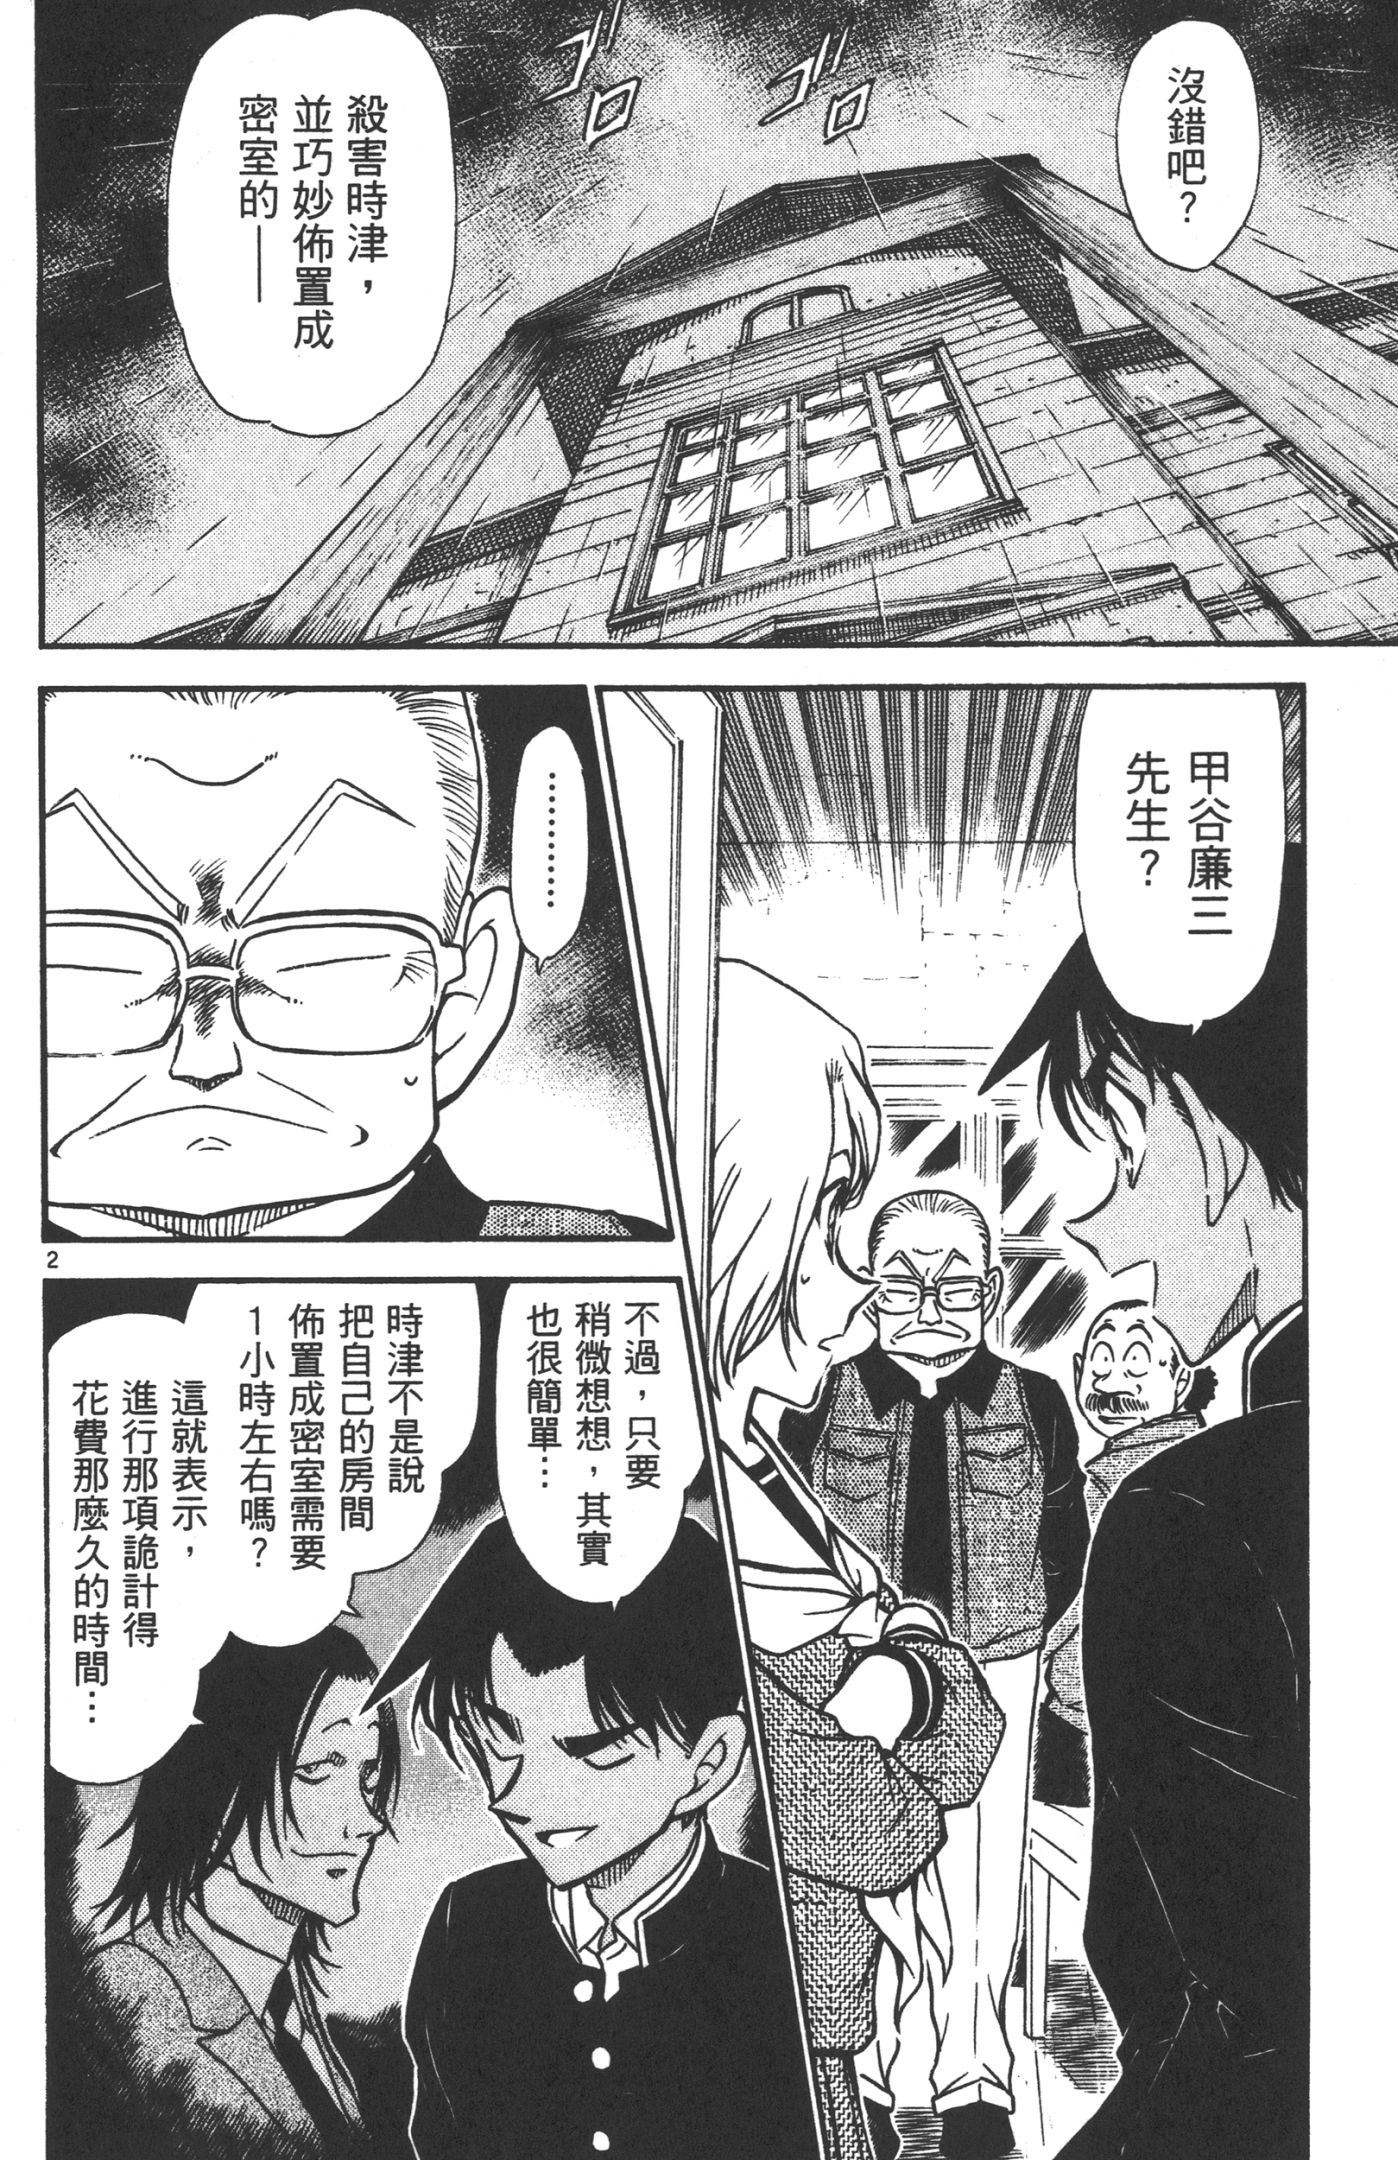 沒錯吧？
ゴロ
ゴロ
殺害時津，
並巧妙佈置成
密室的——
甲谷廉三
先生？
………
2
不過，只要
稍微想想，其實
也很簡單…
時津不是說
把自己的房間
佈置成密室需要
1小時左右嗎？
這就表示，
進行那項詭計得
花費那麼久的時間…